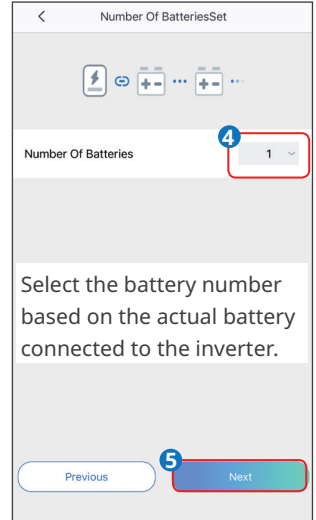 Number Of BatteriesSet
4
Number Of Batteries
1
Select the battery number
based on the actual battery
connected to the inverter.
5
Previous
Next